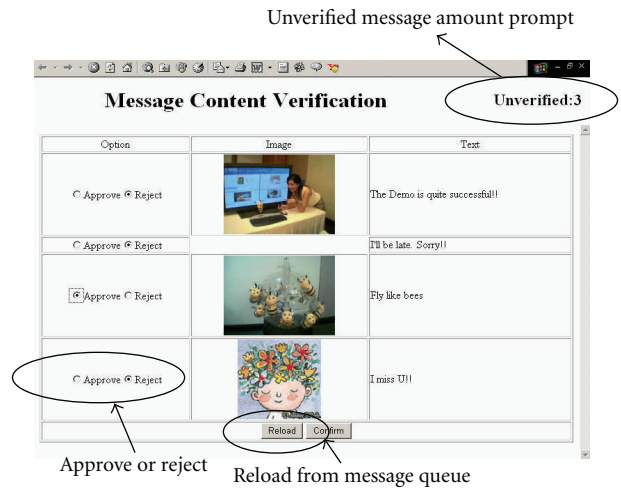 Unverified message amount prompt
Message Content Verification
Unverified:3
Option Image Text
Approve Reject The Demo is quite successful!!
Approve Reject I'll be late. Sorry!!
Approve Reject Fly like bees
Approve Reject I miss U!!
Reload Confirm
Approve or reject
Reload from message queue